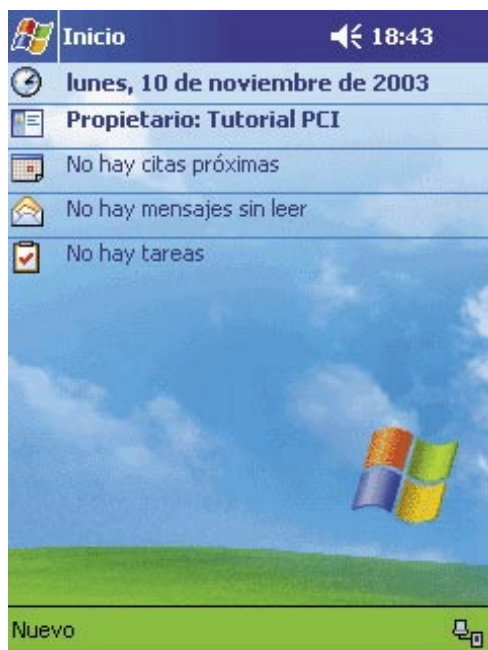 Inicio 18:43
lunes, 10 de noviembre de 2003
Propietario: Tutorial PCI
No hay citas próximas
No hay mensajes sin leer
No hay tareas
Nuevo